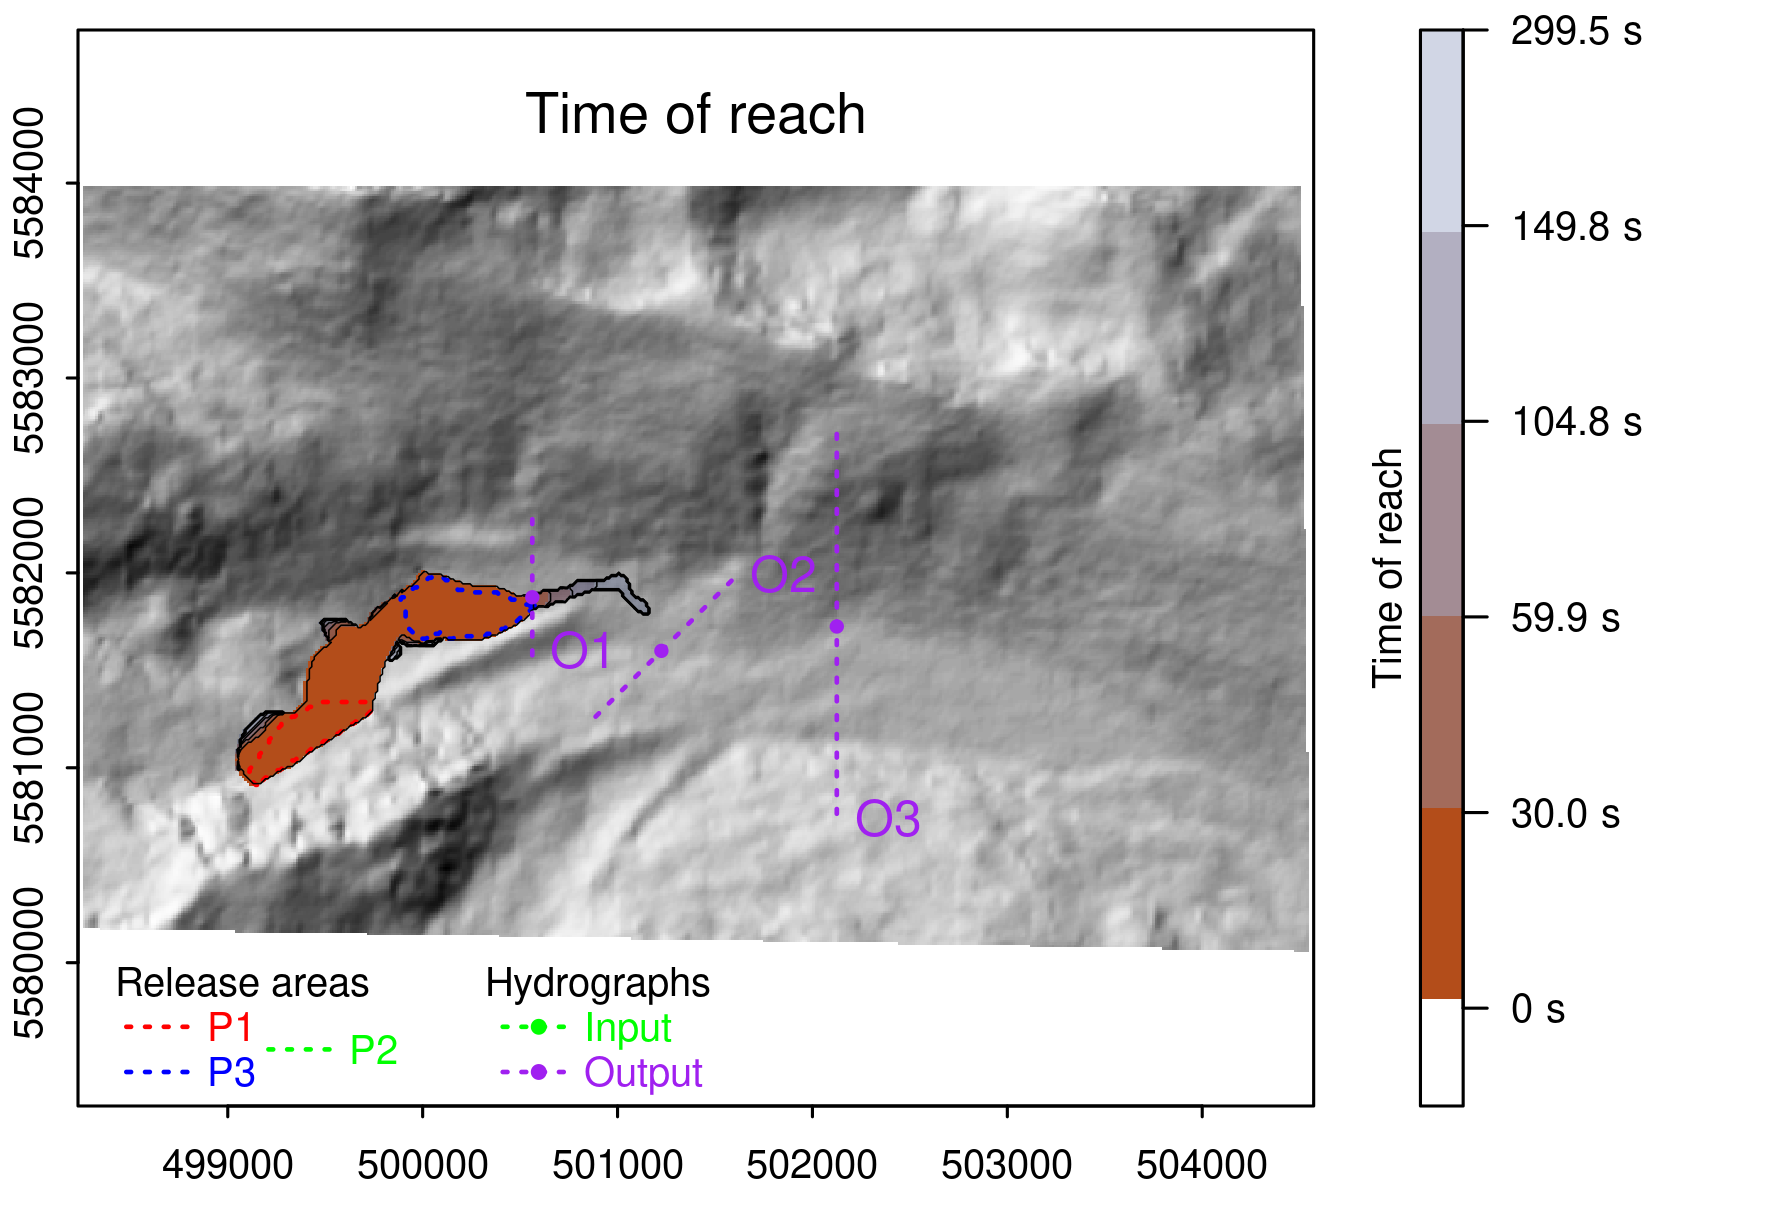 Time of reach
5584000
5583000
5582000
5581000
5580000
O1
O2
O3
Release areas
P1
P2
P3
Hydrographs
Input
Output
499000 500000 501000 502000 503000 504000
Time of reach
299.5 s
149.8 s
104.8 s
59.9 s
30.0 s
0 s